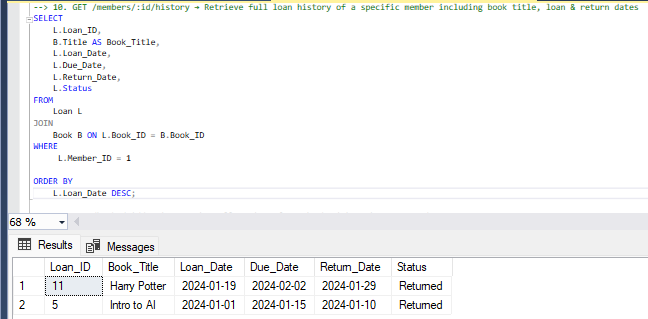 --> 10. GET /members/:id/history → Retrieve full loan history of a specific member including book title, loan & return dates
SELECT
L.Loan_ID,
B.Title AS Book_Title,
L.Loan_Date,
L.Due_Date,
L.Return_Date,
L.Status
FROM
Loan L
JOIN
Book B ON L.Book_ID = B.Book_ID
WHERE
L.Member_ID = 1
ORDER BY
L.Loan_Date DESC;
68 %
Results Messages
Loan_ID Book_Title Loan_Date Due_Date Return_Date Status
1 11 Harry Potter 2024-01-19 2024-02-02 2024-01-29 Returned
2 5 Intro to AI 2024-01-01 2024-01-15 2024-01-10 Returned